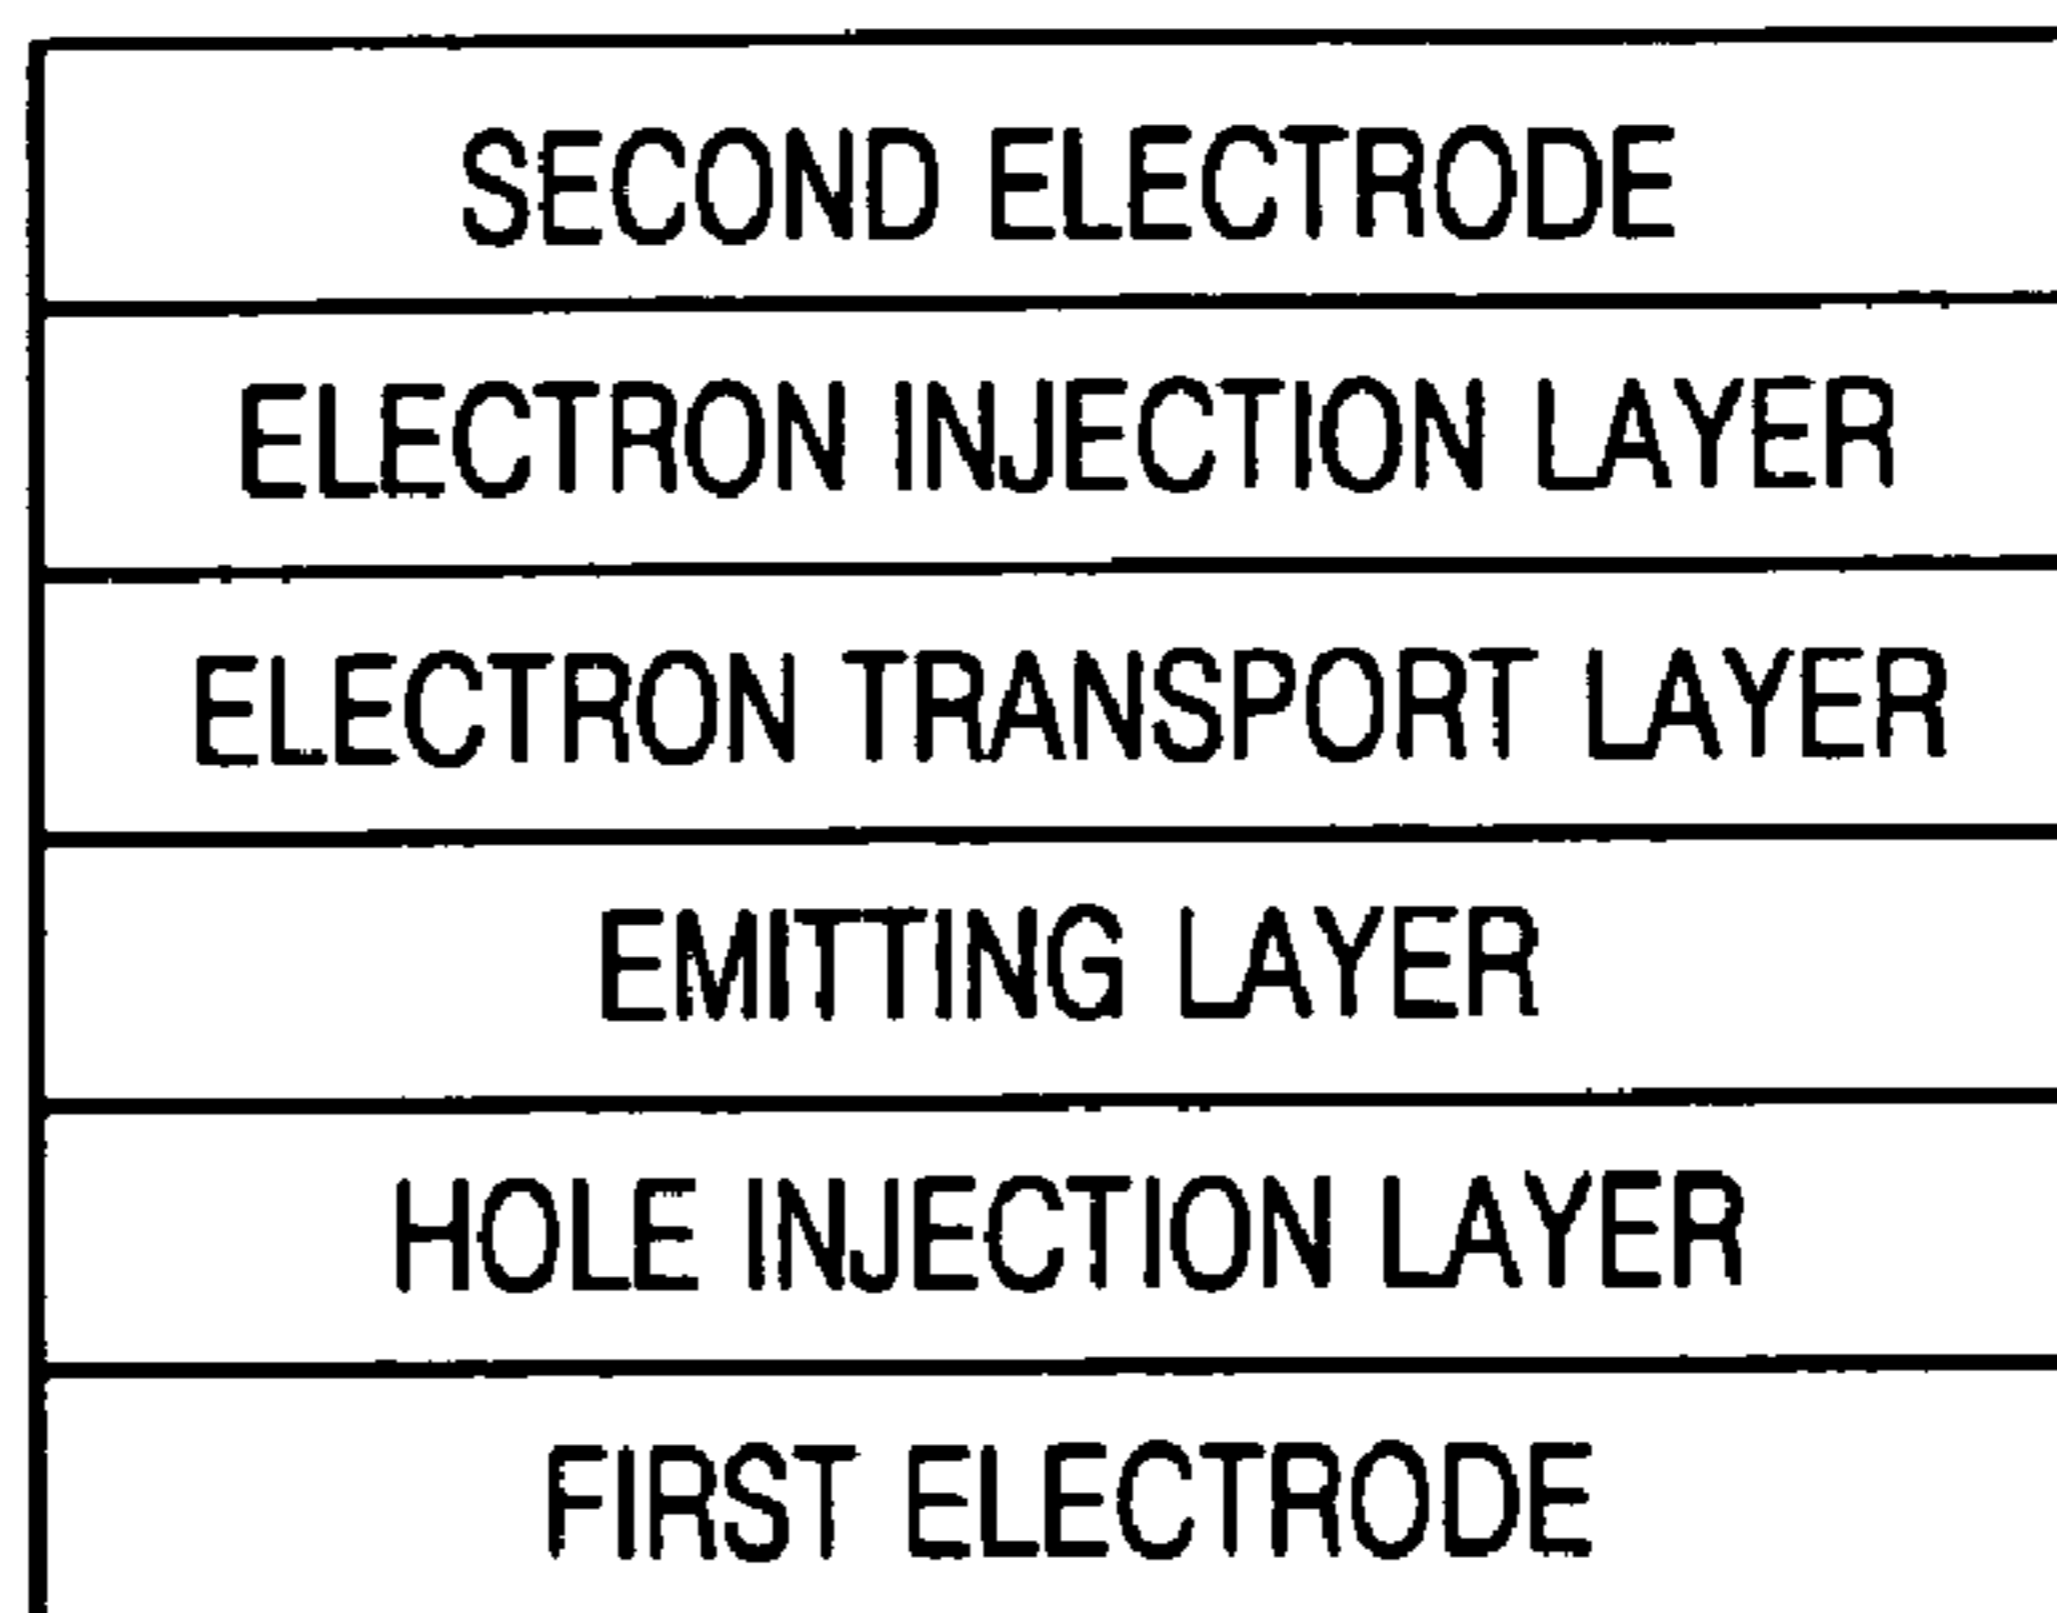 SECOND ELECTRODE
ELECTRON INJECTION LAYER
ELECTRON TRANSPORT LAYER
EMITTING LAYER
HOLE INJECTION LAYER
FIRST ELECTRODE